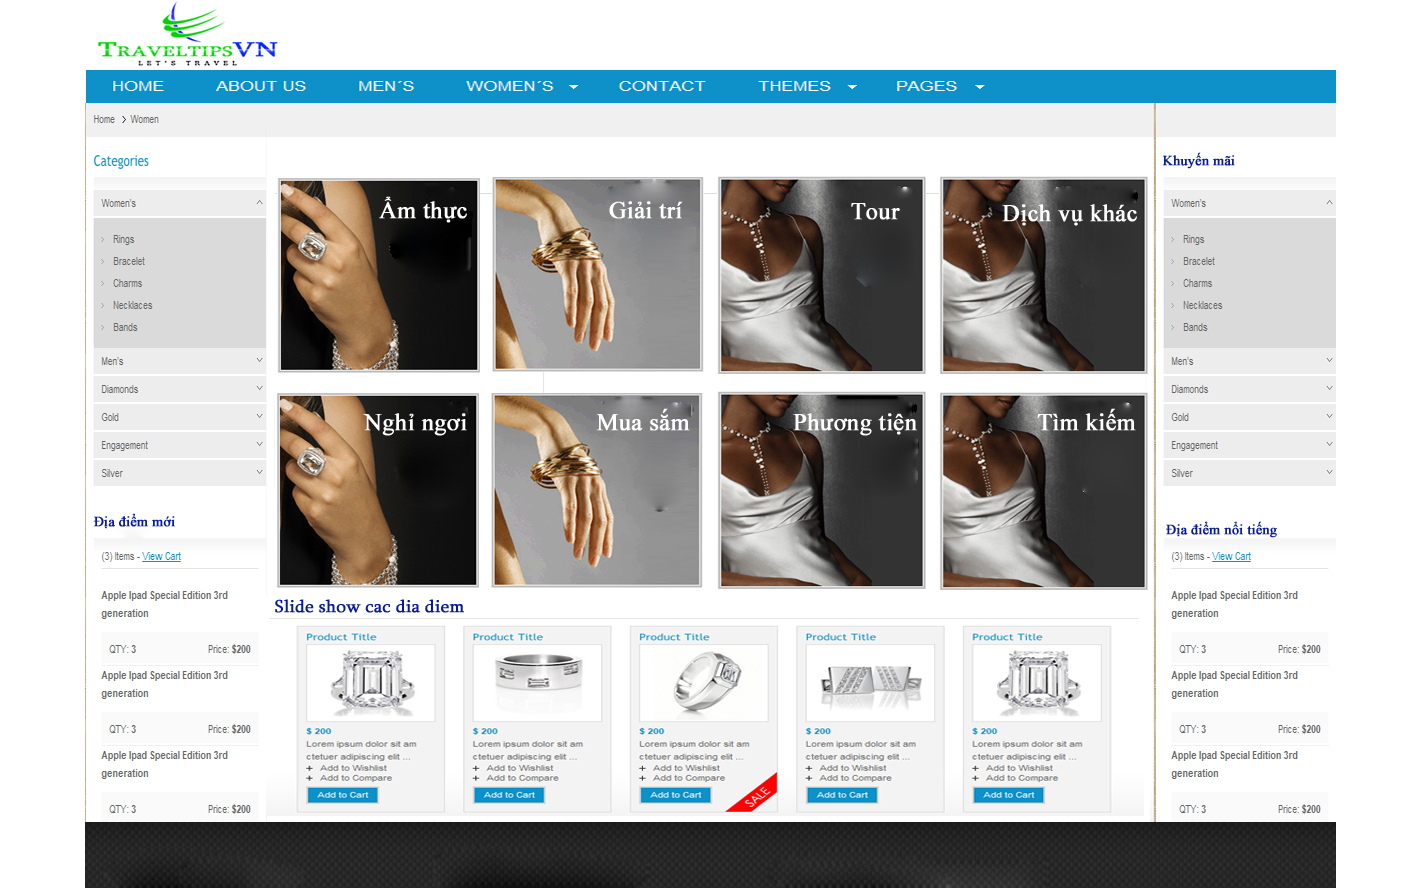 TRAVELTIPSVN
LET'S TRAVEL
HOME ABOUT US MEN´S WOMEN´S CONTACT THEMES PAGES
Home > Women
Categories
Women's
Rings
Bracelet
Charms
Necklaces
Bands
Men's
Diamonds
Gold
Engagement
Silver
Địa điểm mới
(3) Items - View Cart
Apple Ipad Special Edition 3rd
generation
QTY: 3 Price: $200
Apple Ipad Special Edition 3rd
generation
QTY: 3 Price: $200
Apple Ipad Special Edition 3rd
generation
QTY: 3 Price: $200
Ẩm thực
Giải trí
Tour
Dịch vụ khác
Nghỉ ngơi
Mua sắm
Phương tiện
Tìm kiếm
Slide show cac dia diem
Product Title
$ 200
Lorem ipsum dolor sit am
ctetuer adipiscing elit ...
+ Add to Wishlist
+ Add to Compare
Add to Cart
Product Title
$ 200
Lorem ipsum dolor sit am
ctetuer adipiscing elit ...
+ Add to Wishlist
+ Add to Compare
Add to Cart
Product Title
$ 200
Lorem ipsum dolor sit am
ctetuer adipiscing elit ...
+ Add to Wishlist
+ Add to Compare
Add to Cart
SALE
Product Title
$ 200
Lorem ipsum dolor sit am
ctetuer adipiscing elit ...
+ Add to Wishlist
+ Add to Compare
Add to Cart
Product Title
$ 200
Lorem ipsum dolor sit am
ctetuer adipiscing elit ...
+ Add to Wishlist
+ Add to Compare
Add to Cart
Khuyến mãi
Women's
Rings
Bracelet
Charms
Necklaces
Bands
Men's
Diamonds
Gold
Engagement
Silver
Địa điểm nổi tiếng
(3) Items - View Cart
Apple Ipad Special Edition 3rd
generation
QTY: 3 Price: $200
Apple Ipad Special Edition 3rd
generation
QTY: 3 Price: $200
Apple Ipad Special Edition 3rd
generation
QTY: 3 Price: $200